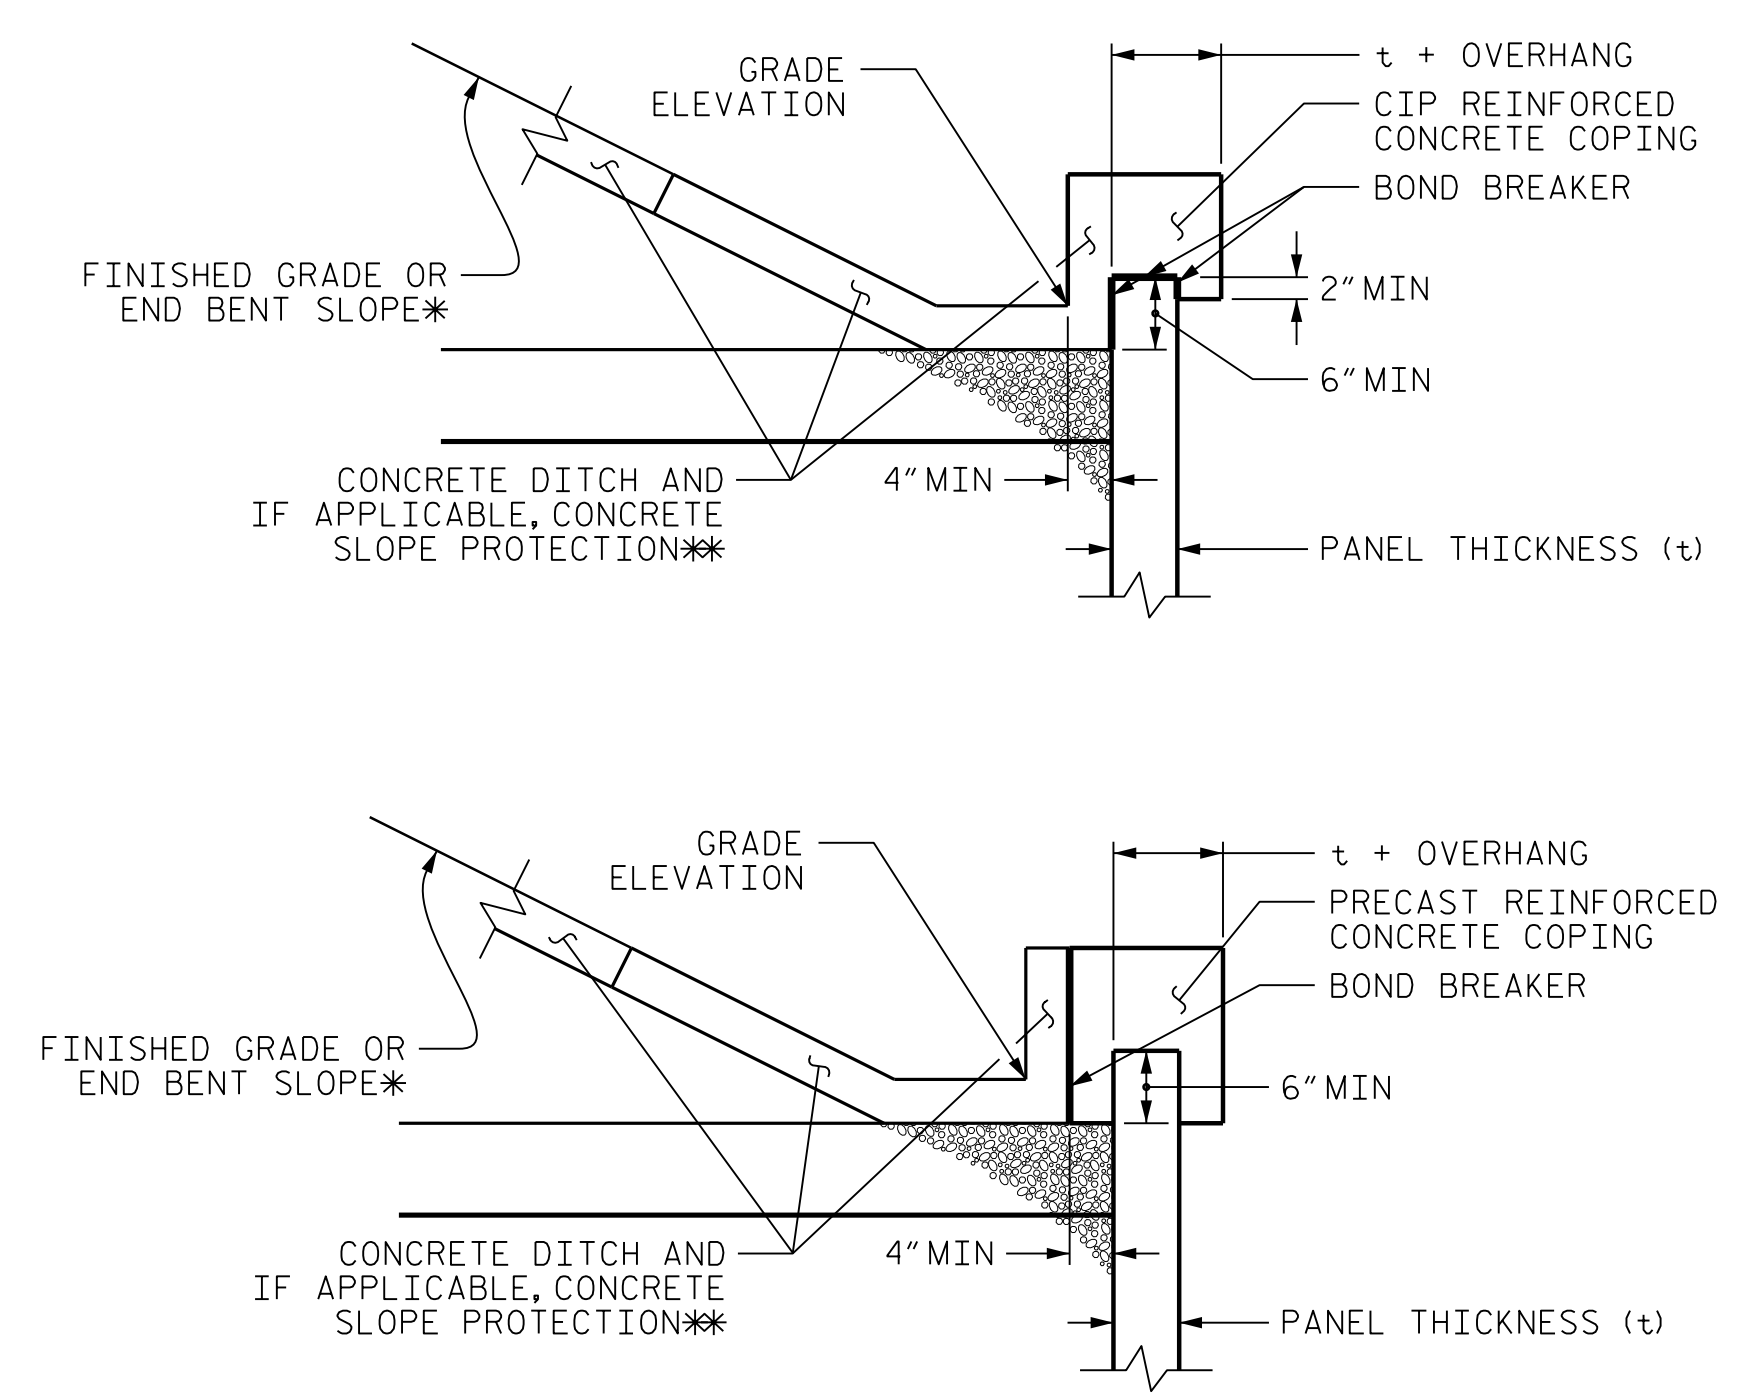 GRADE
ELEVATION
t + OVERHANG
CIP REINFORCED
CONCRETE COPING
BOND BREAKER
FINISHED GRADE OR
END BENT SLOPE*
2" MIN
6" MIN
CONCRETE DITCH AND
IF APPLICABLE, CONCRETE
SLOPE PROTECTION**
4" MIN
PANEL THICKNESS (t)
GRADE
ELEVATION
t + OVERHANG
PRECAST REINFORCED
CONCRETE COPING
BOND BREAKER
FINISHED GRADE OR
END BENT SLOPE*
6" MIN
CONCRETE DITCH AND
IF APPLICABLE, CONCRETE
SLOPE PROTECTION**
4" MIN
PANEL THICKNESS (t)